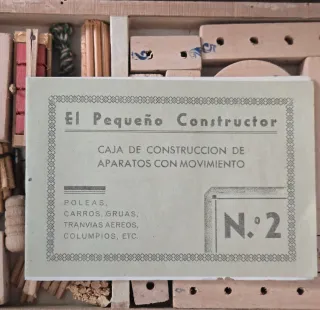 El Pequeño Constructor
CAJA DE CONSTRUCCION DE
APARATOS CON MOVIMIENTO
POLEAS,
CARROS, GRUAS,
TRANVIAS AEREOS,
COLUMPIOS, ETC.
N.º 2